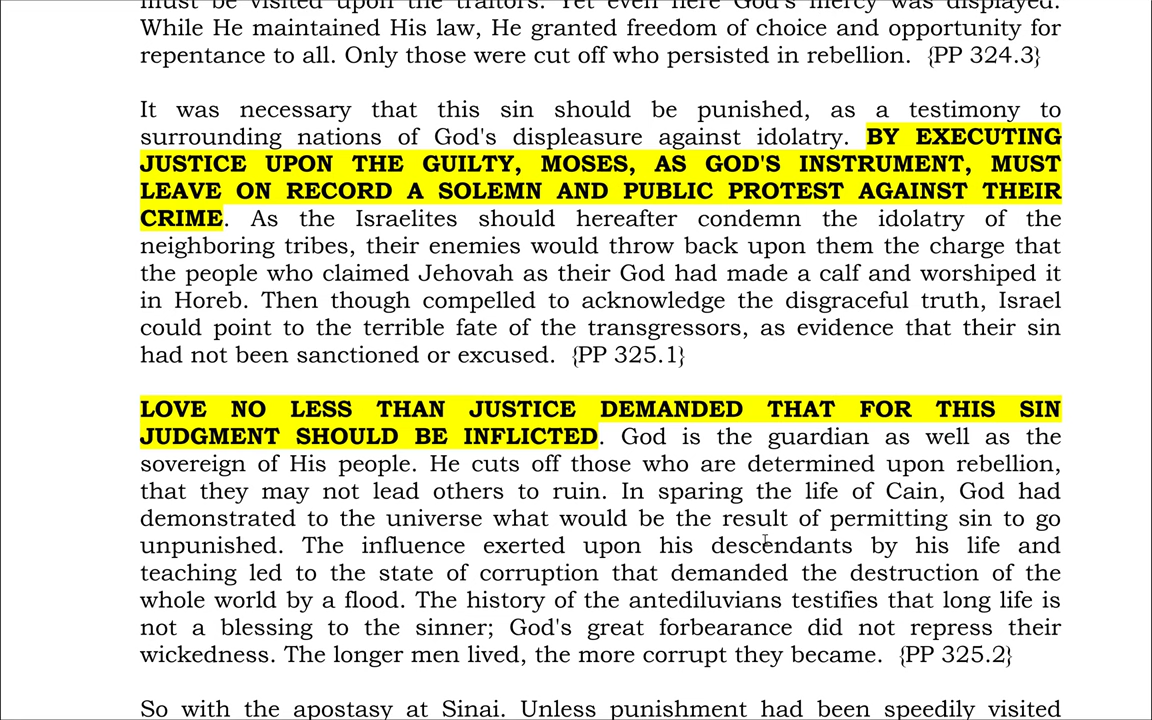 must be visited upon the traitors. Yet even here God's mercy was displayed.
While He maintained His law, He granted freedom of choice and opportunity for
repentance to all. Only those were cut off who persisted in rebellion. {PP 324.3}
It was necessary that this sin should be punished, as a testimony to
surrounding nations of God's displeasure against idolatry. BY EXECUTING
JUSTICE UPON THE GUILTY, MOSES, AS GOD'S INSTRUMENT, MUST
LEAVE ON RECORD A SOLEMN AND PUBLIC PROTEST AGAINST THEIR
CRIME. As the Israelites should hereafter condemn the idolatry of the
neighboring tribes, their enemies would throw back upon them the charge that
the people who claimed Jehovah as their God had made a calf and worshiped it
in Horeb. Then though compelled to acknowledge the disgraceful truth, Israel
could point to the terrible fate of the transgressors, as evidence that their sin
had not been sanctioned or excused. {PP 325.1}
LOVE NO LESS THAN JUSTICE DEMANDED THAT FOR THIS SIN
JUDGMENT SHOULD BE INFLICTED. God is the guardian as well as the
sovereign of His people. He cuts off those who are determined upon rebellion,
that they may not lead others to ruin. In sparing the life of Cain, God had
demonstrated to the universe what would be the result of permitting sin to go
unpunished. The influence exerted upon his descendants by his life and
teaching led to the state of corruption that demanded the destruction of the
whole world by a flood. The history of the antediluvians testifies that long life is
not a blessing to the sinner; God's great forbearance did not repress their
wickedness. The longer men lived, the more corrupt they became. {PP 325.2}
So with the apostasy at Sinai. Unless punishment had been speedily visited